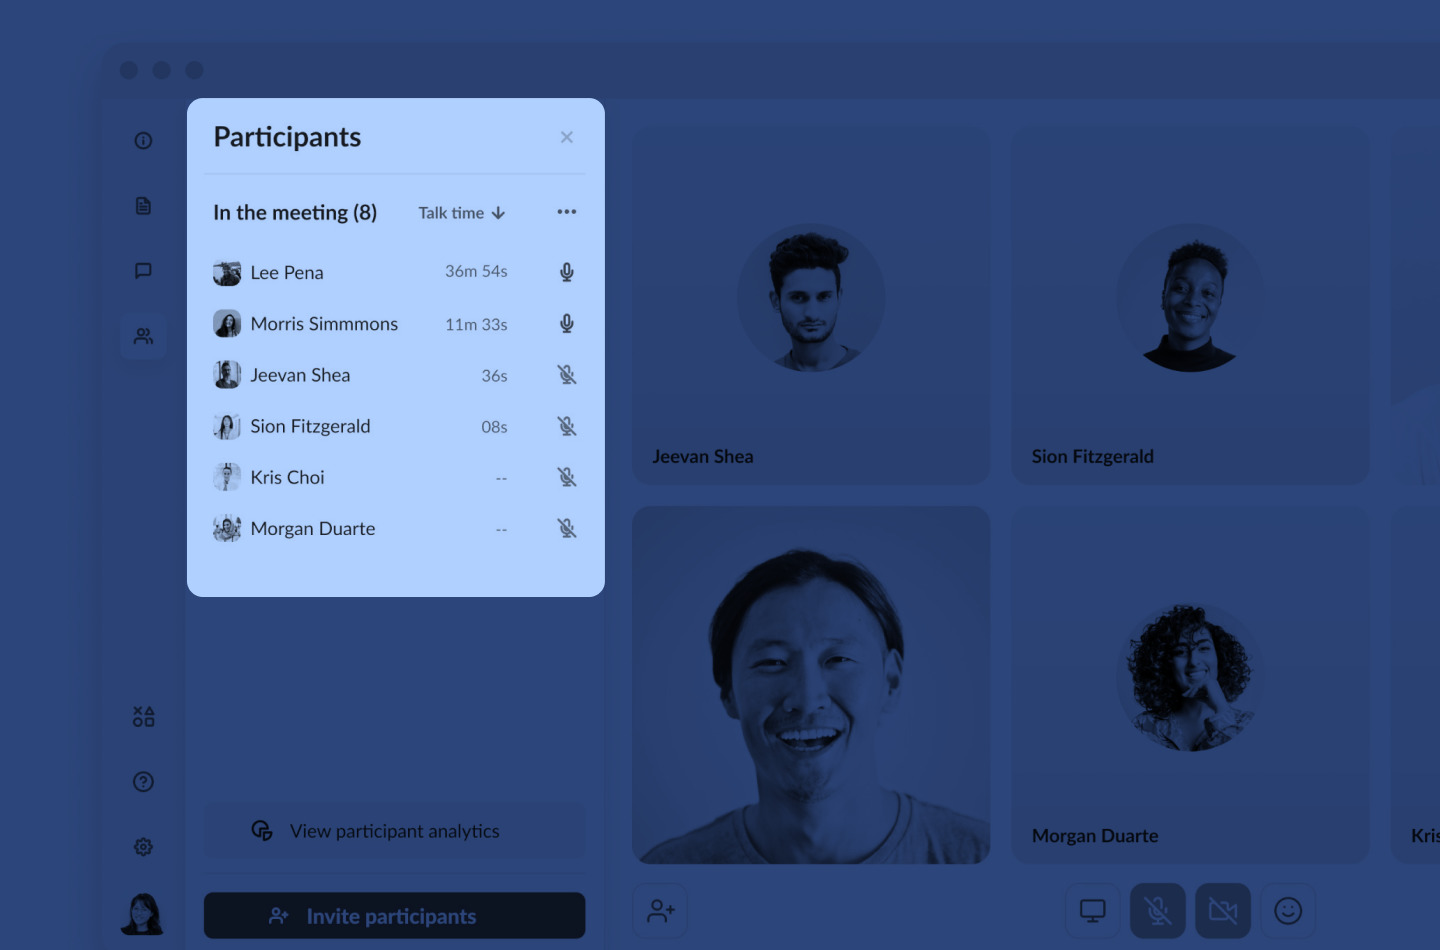 Participants
In the meeting (8) Talk time
Lee Pena 36m 54s
Morris Simmmons 11m 33s
Jeevan Shea 36s
Sion Fitzgerald 08s
Kris Choi --
Morgan Duarte --
View participant analytics
Invite participants
Jeevan Shea
Sion Fitzgerald
Morgan Duarte
Kris